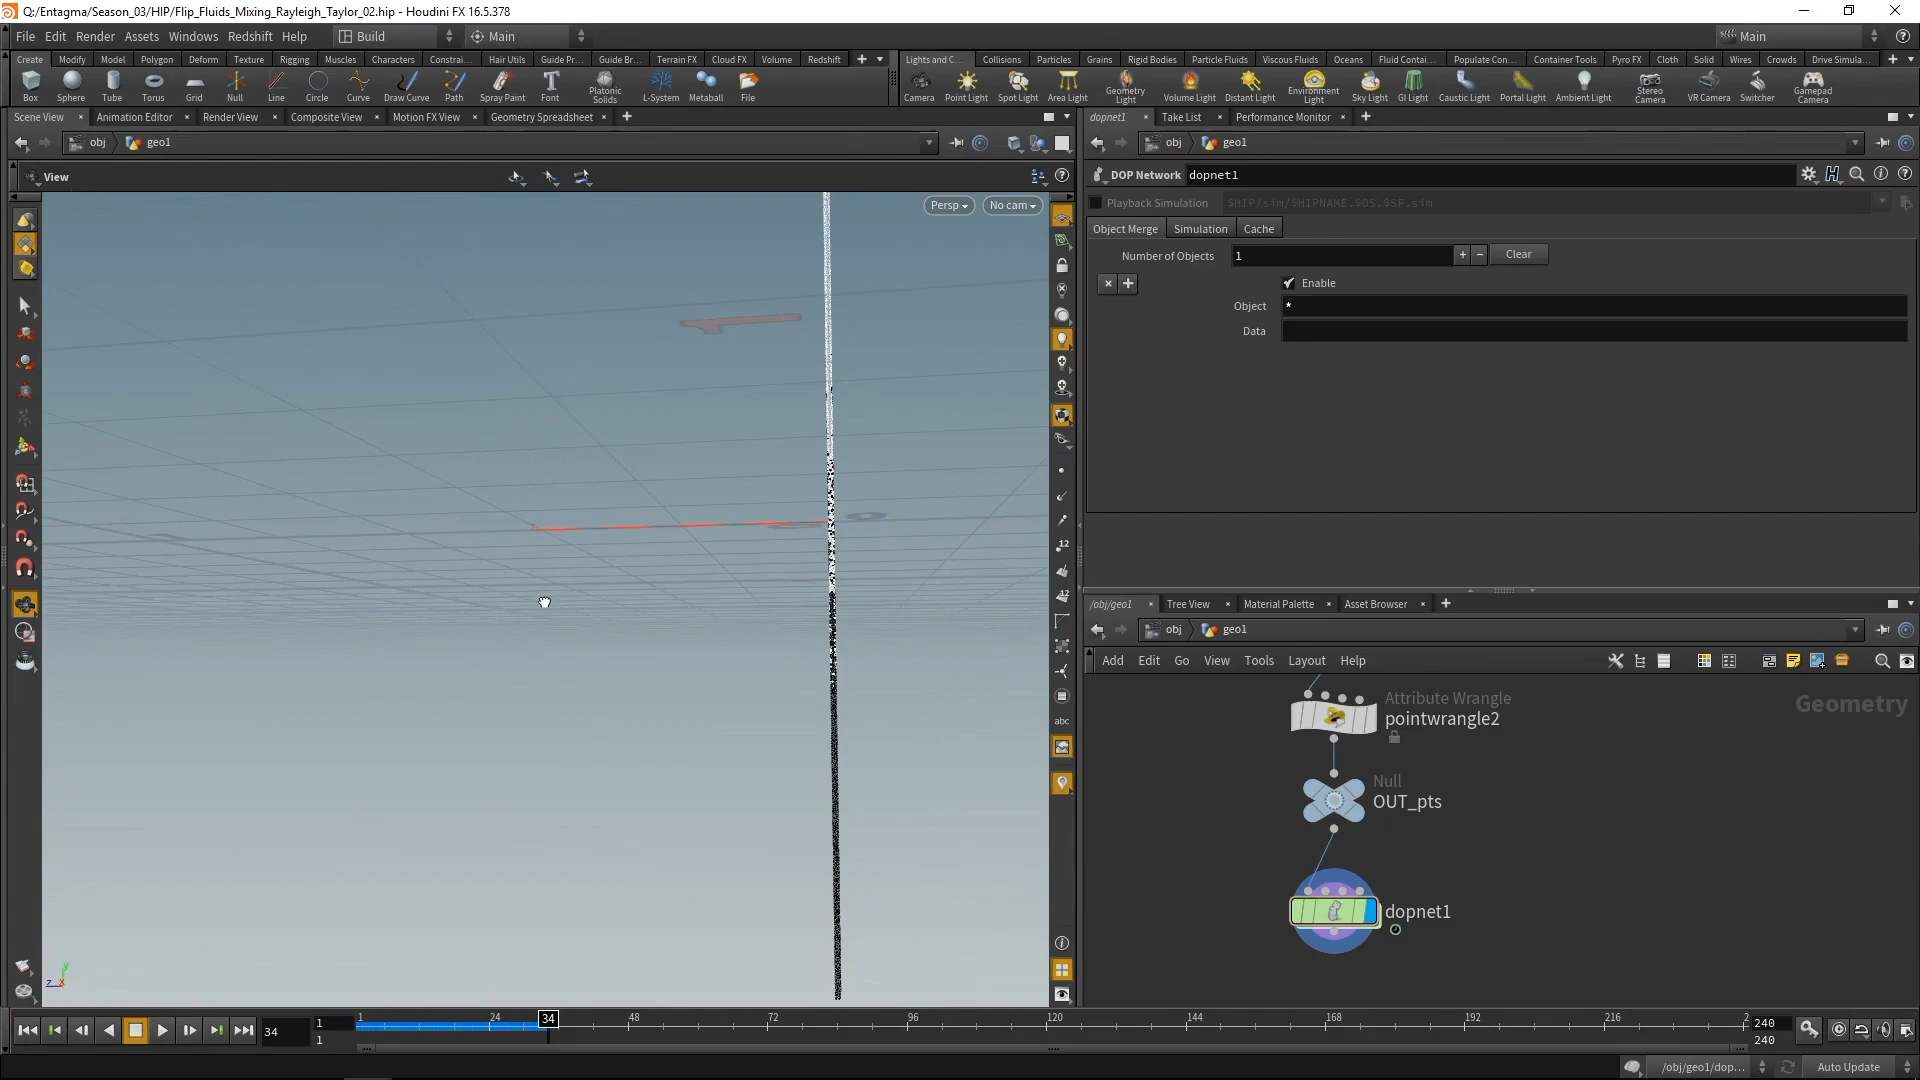 Q:/Entagma/Season_03/HIP/Flip_Fluids_Mixing_Rayleigh_Taylor_02.hip - Houdini FX 16.5.378
File Edit Render Assets Windows Redshift Help Build Main Main
Create Modify Model Polygon Deform Texture Rigging Muscles Characters Constrai... Hair Utils Guide Pr... Guide Br... Terrain FX Cloud FX Volume Redshift
Lights and C... Collisions Particles Grains Rigid Bodies Particle Fluids Viscous Fluids Oceans Fluid Contai... Populate Con... Container Tools Pyro FX Cloth Solid Wires Crowds Drive Simula...
Box Sphere Tube Torus Grid Null Line Circle Curve Draw Curve Path Spray Paint Font Platonic Solids L-System Metaball File
Camera Point Light Spot Light Area Light Geometry Light Volume Light Distant Light Environment Light Sky Light GI Light Caustic Light Portal Light Ambient Light Stereo Camera VR Camera Switcher Gamepad Camera
Scene View Animation Editor Render View Composite View Motion FX View Geometry Spreadsheet
dopnet1 Take List Performance Monitor
obj geo1
obj geo1
View
DOP Network dopnet1
Playback Simulation $HIP/sim/$HIPNAME.$OS.$SF.sim
Persp No cam
Object Merge Simulation Cache
Number of Objects 1 + - Clear
Enable
Object *
Data
12
12
abc
z x y
/obj/geo1 Tree View Material Palette Asset Browser
obj geo1
Add Edit Go View Tools Layout Help
Geometry
Attribute Wrangle
pointwrangle2
Null
OUT_pts
dopnet1
34 1 1 1 24 34 48 72 96 120 144 168 192 216 2 240 240
/obj/geo1/dop... Auto Update